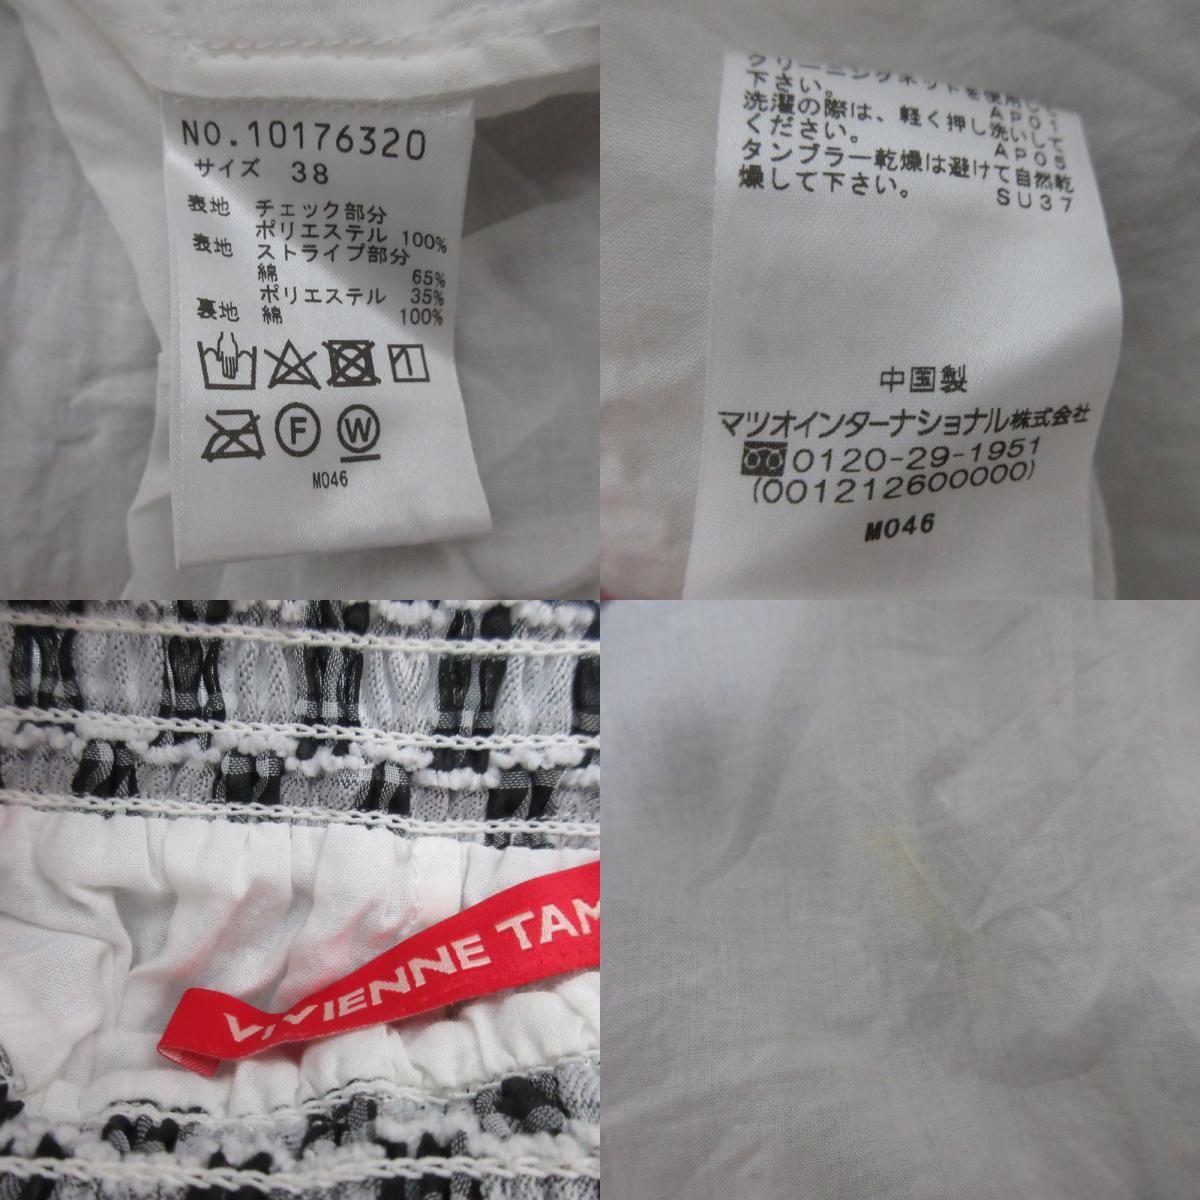 NO.10176320
サイズ 38
表地 チェック部分
ポリエステル 100%
表地 ストライプ部分
綿 65%
ポリエステル 35%
裏地 綿 100%
F
W
M046
クリーニングネットを使用して
下さい。 AP01
洗濯の際は、軽く押し洗いして
ください。 AP05
タンブラー乾燥は避けて自然乾
燥して下さい。 SU37
中国製
マツオインターナショナル株式会社
0120-29-1951
(001212600000)
M046
VIVIENNE TAM